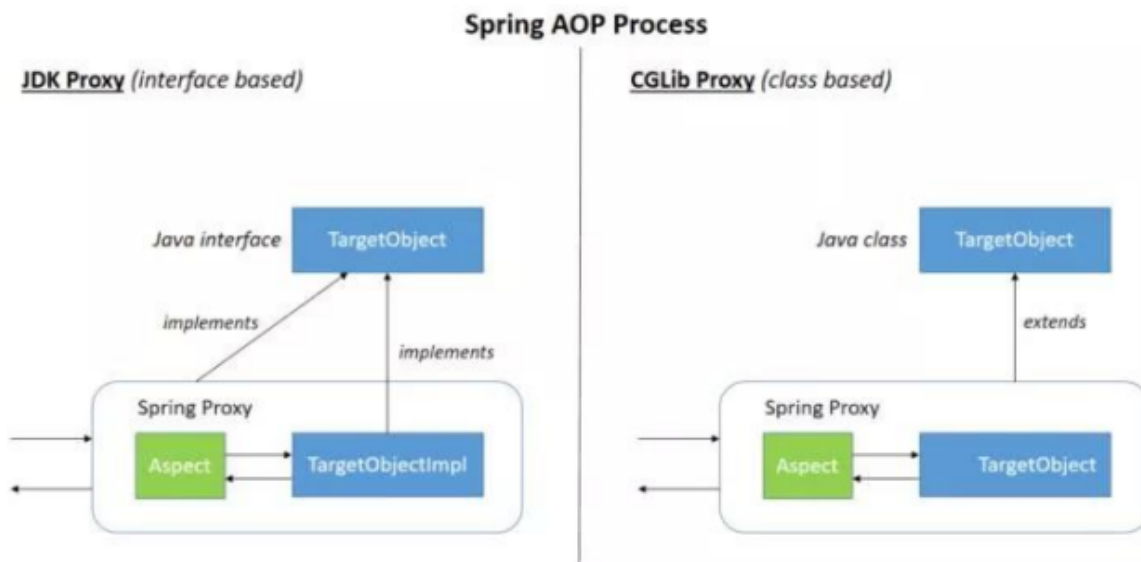 Spring AOP Process
JDK Proxy (interface based)
Java interface
TargetObject
implements
implements
Spring Proxy
Aspect
TargetObjectImpl
CGLib Proxy (class based)
Java class
TargetObject
extends
Spring Proxy
Aspect
TargetObject